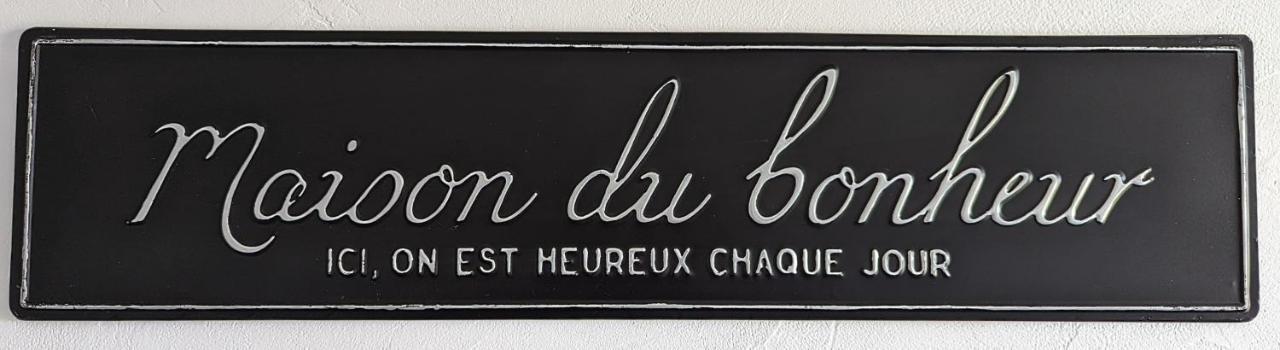 Maison du bonheur
ICI, ON EST HEUREUX CHAQUE JOUR